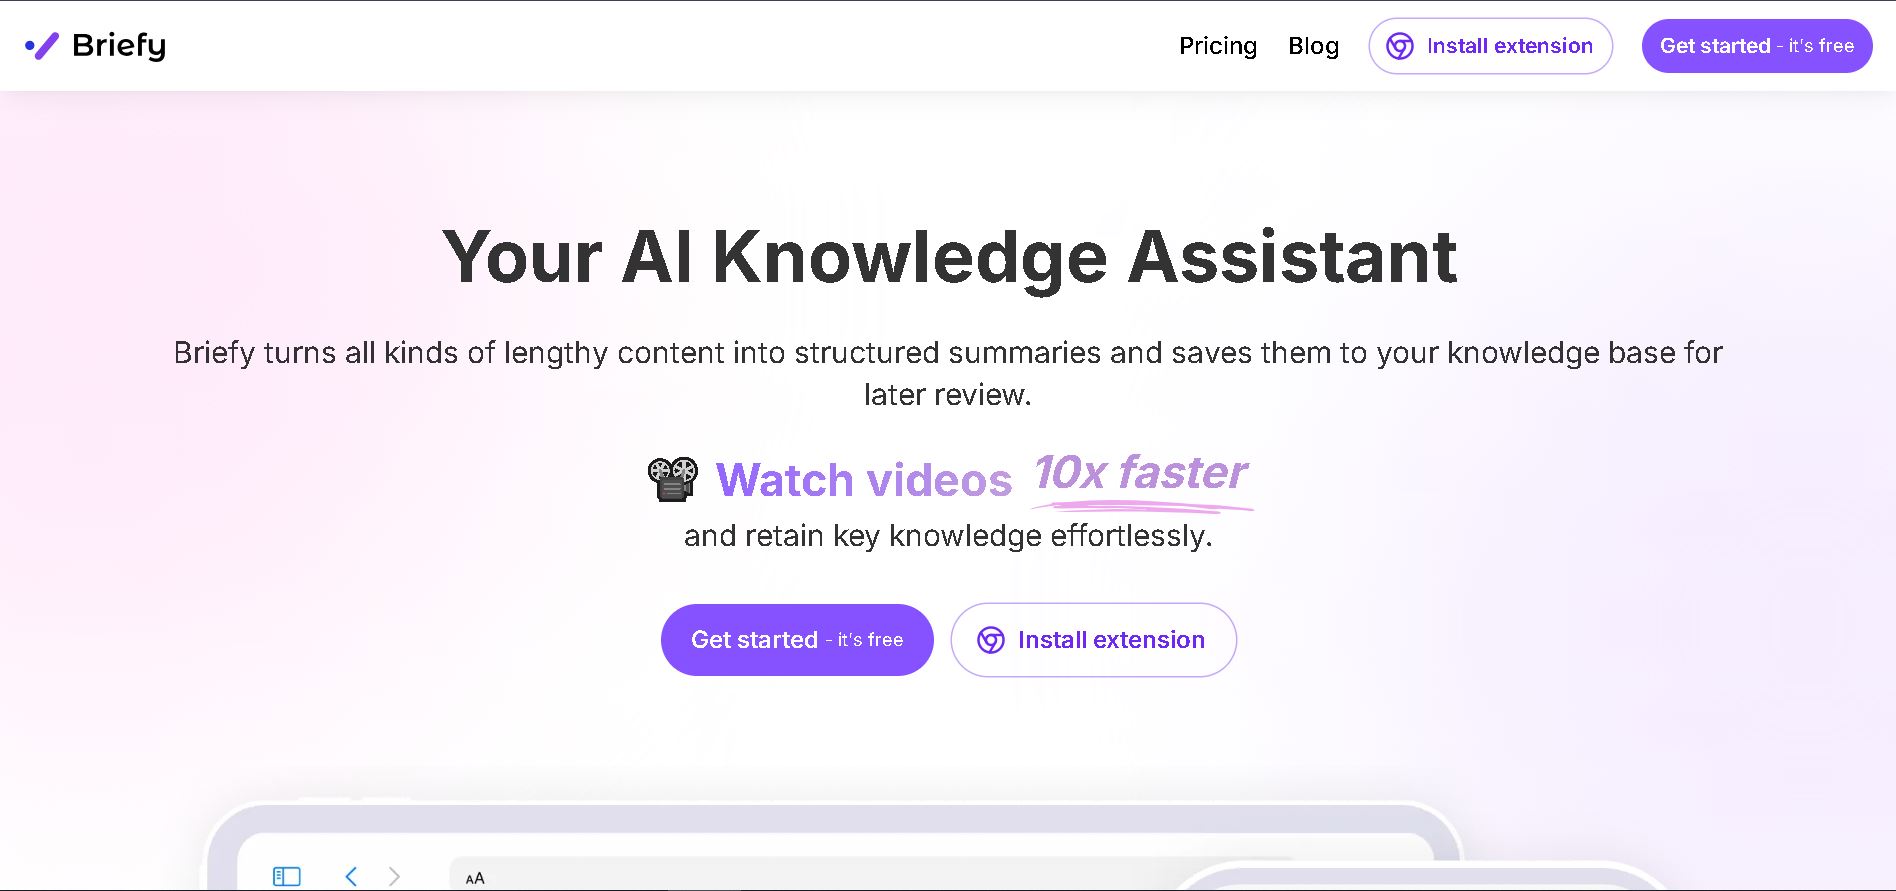 Briefy
Pricing
Blog
Install extension
Get started - it's free
Your AI Knowledge Assistant
Briefy turns all kinds of lengthy content into structured summaries and saves them to your knowledge base for
later review.
Watch videos 10x faster
and retain key knowledge effortlessly.
Get started - it's free
Install extension
AA